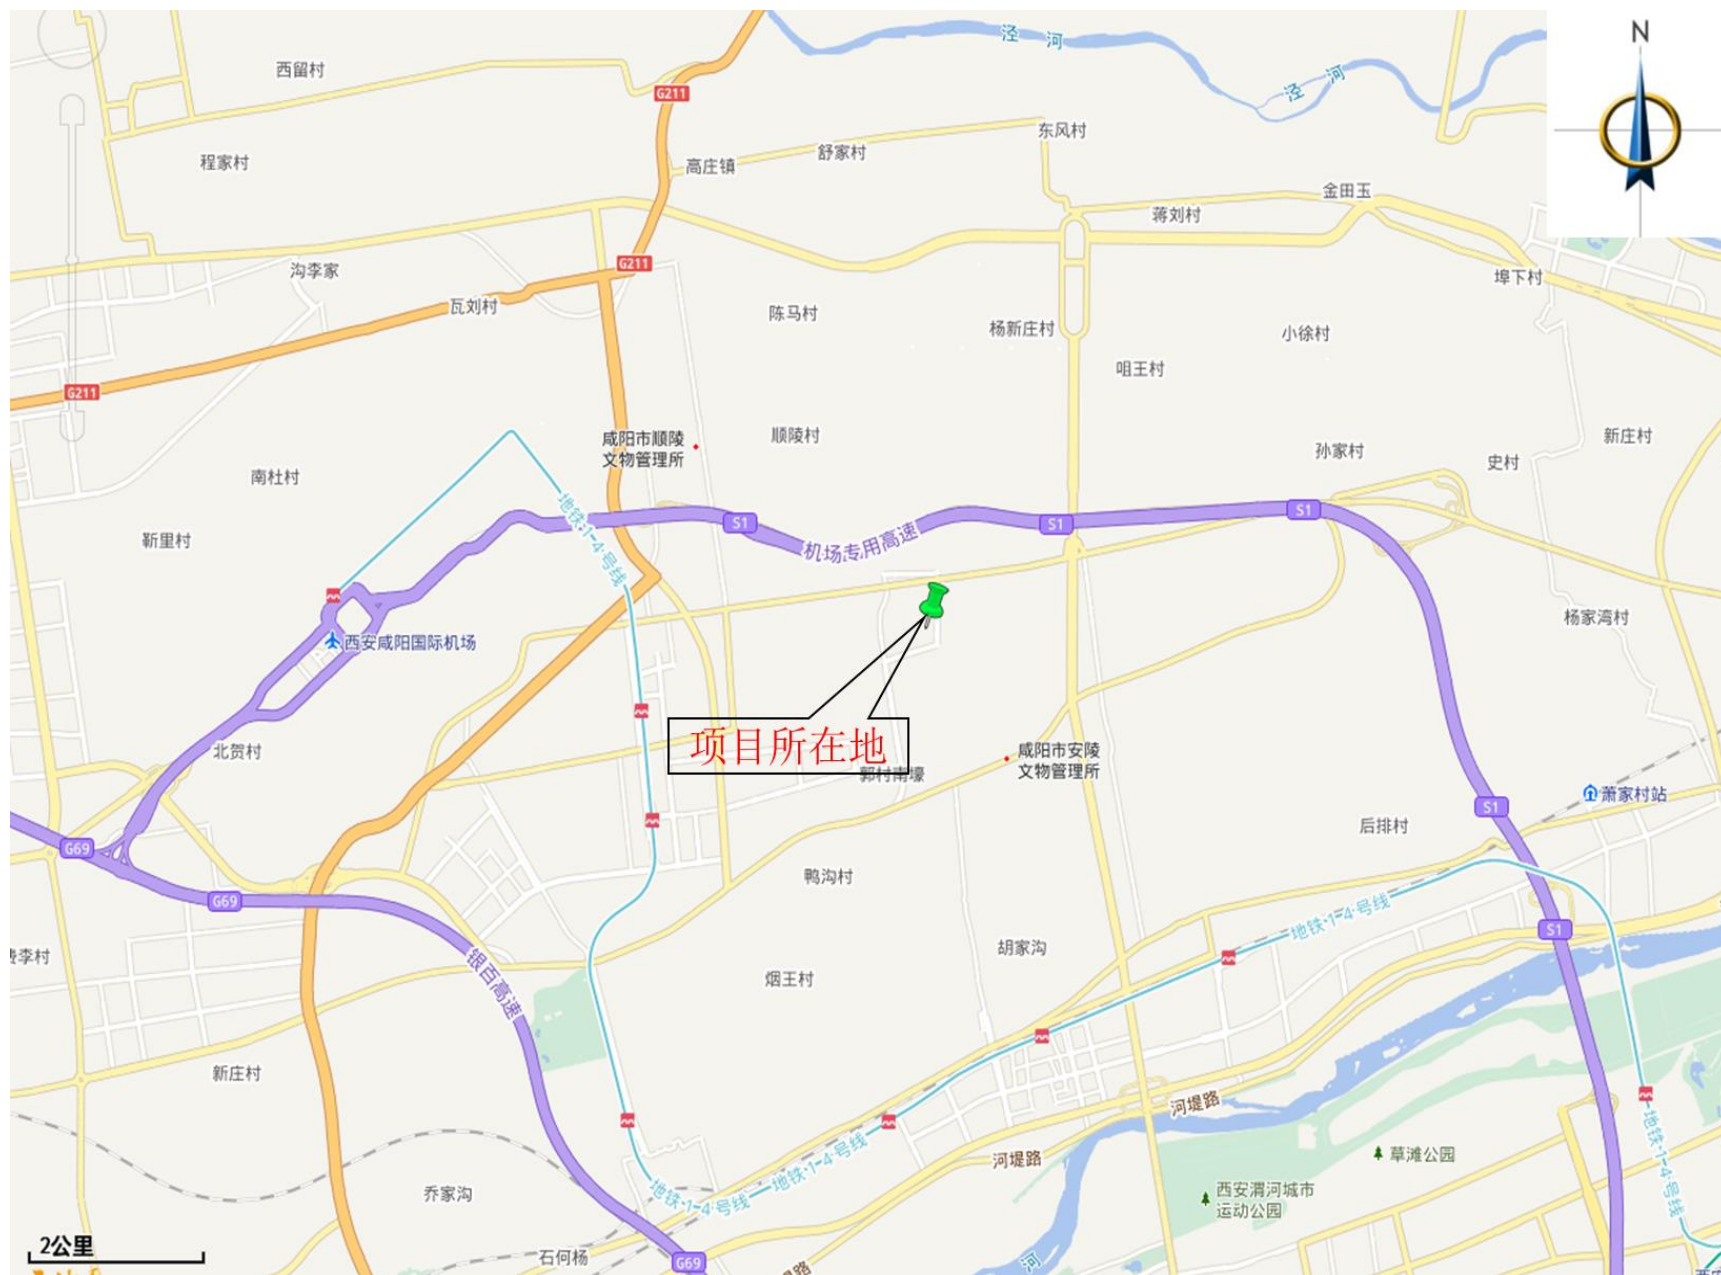 泾 河
N
西留村
泾 河
G211
东风村
舒家村
程家村
高庄镇
金田玉
蒋刘村
G211
沟李家
埠下村
瓦刘村
陈马村
杨新庄村
小徐村
咀王村
G211
咸阳市顺陵
文物管理所
顺陵村
新庄村
孙家村
史村
南杜村
地铁14号线
S1
S1
S1
机场专用高速
靳里村
杨家湾村
西安咸阳国际机场
项目所在地
北贺村
咸阳市安陵
文物管理所
郭村南壕
萧家村站
S1
后排村
G69
鸭沟村
G69
地铁14号线
S1
胡家沟
李村
银百高速
烟王村
新庄村
河堤路
地铁14号线
草滩公园
河堤路
地铁14号线
地铁14号线
乔家沟
西安渭河城市
运动公园
2公里
石何杨
G69
河